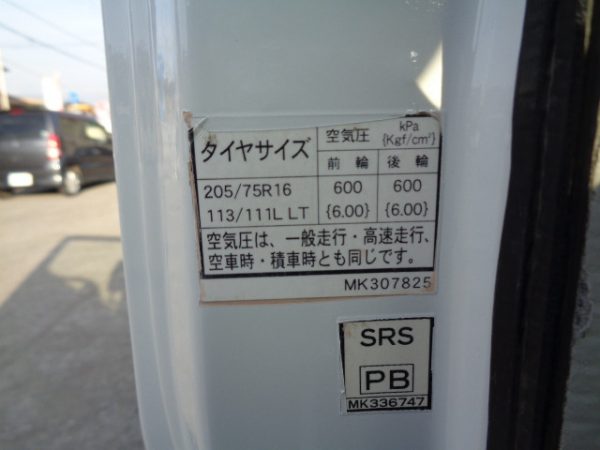 タイヤサイズ 空気圧 kPa {Kgf/cm²}
前輪 後輪
205/75R16 600 600
113/111L LT {6.00} {6.00}
空気圧は、一般走行・高速走行、
空車時・積車時とも同じです。
MK307825
SRS
PB
MK336747